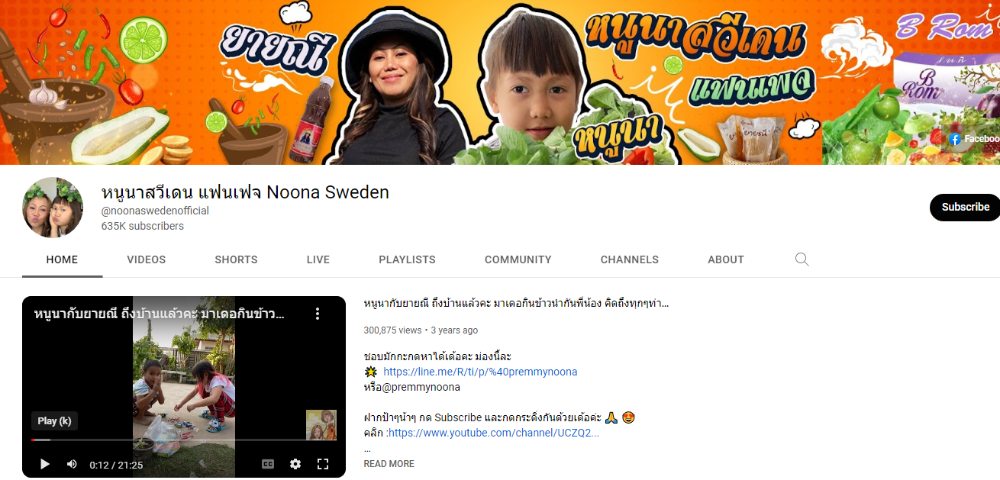 ยายณี
หนูนาสวีเดน
แฟนเพจ
หนูนา
B Rom
B
Rom
Faceboo
หนูนาสวีเดน แฟนเฟจ Noona Sweden
@noonaswedenofficial
635K subscribers
Subscribe
HOME VIDEOS SHORTS LIVE PLAYLISTS COMMUNITY CHANNELS ABOUT
หนูนากับยายณี ถึงบ้านแล้วคะ มาเดอกินข้าว...
Play (k)
0:12 / 21:25
CC
หนูนากับยายณี ถึงบ้านแล้วคะ มาเดอกินข้าวนำกันพี่น้อง คิดถึงทุกๆท่า...
300,875 views • 3 years ago
ชอบมักกะกดหาได้เด้อคะ ม่องนี้ละ
🌟 https://line.me/R/ti/p/%40premmynoona
หรือ@premmynoona
ฝากป้าๆน้าๆ กด Subscribe และกดกระดิ่งกันด้วยเด้อค่ะ 🙏 😍
คลิก :https://www.youtube.com/channel/UCZQ2...
...
READ MORE